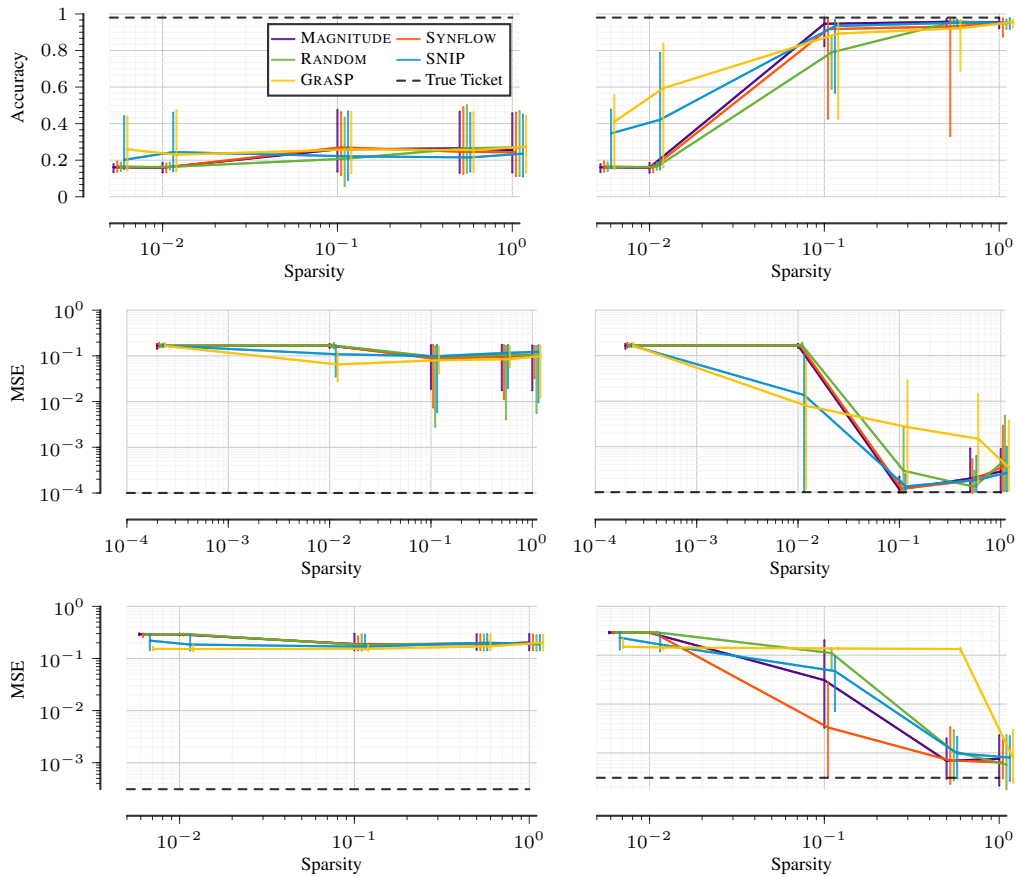 1
0.8
0.6
0.4
0.2
0
Accuracy
MAGNITUDE SYNFLOW
RANDOM SNIP
GRASP True Ticket
10^−2 10^−1 10^0 10^−2 10^−1 10^0
Sparsity Sparsity
10^0
10^−1
10^−2
10^−3
10^−4
MSE
10^−4 10^−3 10^−2 10^−1 10^0 10^−4 10^−3 10^−2 10^−1 10^0
Sparsity Sparsity
10^0
10^−1
10^−2
10^−3
MSE
10^−2 10^−1 10^0 10^−2 10^−1 10^0
Sparsity Sparsity